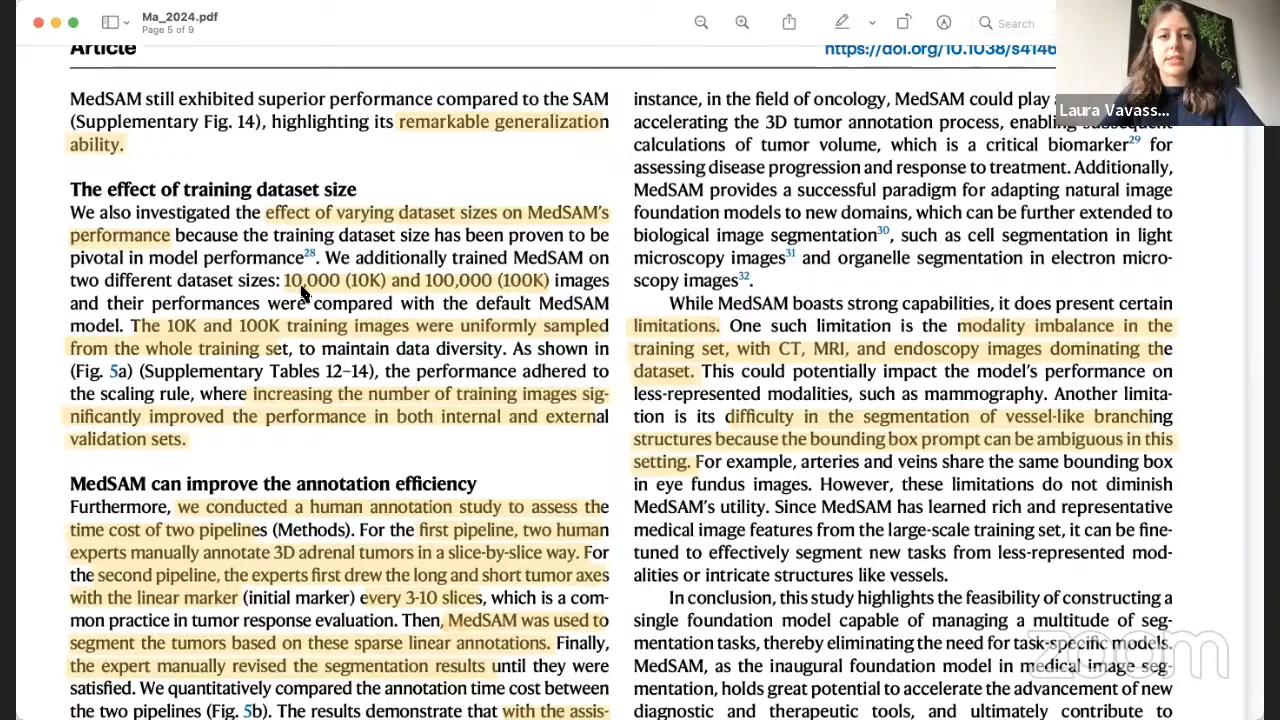 Ma_2024.pdf
Page 5 of 9
Search
Laura Vavass...
Article
https://doi.org/10.1038/s4146
MedSAM still exhibited superior performance compared to the SAM
(Supplementary Fig. 14), highlighting its remarkable generalization
ability.
The effect of training dataset size
We also investigated the effect of varying dataset sizes on MedSAM's
performance because the training dataset size has been proven to be
pivotal in model performance28. We additionally trained MedSAM on
two different dataset sizes: 10,000 (10K) and 100,000 (100K) images
and their performances were compared with the default MedSAM
model. The 10K and 100K training images were uniformly sampled
from the whole training set, to maintain data diversity. As shown in
(Fig. 5a) (Supplementary Tables 12–14), the performance adhered to
the scaling rule, where increasing the number of training images sig-
nificantly improved the performance in both internal and external
validation sets.
MedSAM can improve the annotation efficiency
Furthermore, we conducted a human annotation study to assess the
time cost of two pipelines (Methods). For the first pipeline, two human
experts manually annotate 3D adrenal tumors in a slice-by-slice way. For
the second pipeline, the experts first drew the long and short tumor axes
with the linear marker (initial marker) every 3-10 slices, which is a com-
mon practice in tumor response evaluation. Then, MedSAM was used to
segment the tumors based on these sparse linear annotations. Finally,
the expert manually revised the segmentation results until they were
satisfied. We quantitatively compared the annotation time cost between
the two pipelines (Fig. 5b). The results demonstrate that with the assis-
instance, in the field of oncology, MedSAM could play
accelerating the 3D tumor annotation process, enabling subsequent
calculations of tumor volume, which is a critical biomarker29 for
assessing disease progression and response to treatment. Additionally,
MedSAM provides a successful paradigm for adapting natural image
foundation models to new domains, which can be further extended to
biological image segmentation30, such as cell segmentation in light
microscopy images31 and organelle segmentation in electron micro-
scopy images32.
While MedSAM boasts strong capabilities, it does present certain
limitations. One such limitation is the modality imbalance in the
training set, with CT, MRI, and endoscopy images dominating the
dataset. This could potentially impact the model's performance on
less-represented modalities, such as mammography. Another limita-
tion is its difficulty in the segmentation of vessel-like branching
structures because the bounding box prompt can be ambiguous in this
setting. For example, arteries and veins share the same bounding box
in eye fundus images. However, these limitations do not diminish
MedSAM's utility. Since MedSAM has learned rich and representative
medical image features from the large-scale training set, it can be fine-
tuned to effectively segment new tasks from less-represented mod-
alities or intricate structures like vessels.
In conclusion, this study highlights the feasibility of constructing a
single foundation model capable of managing a multitude of seg-
mentation tasks, thereby eliminating the need for task-specific models.
MedSAM, as the inaugural foundation model in medical image seg-
mentation, holds great potential to accelerate the advancement of new
diagnostic and therapeutic tools, and ultimately contribute to
zoom